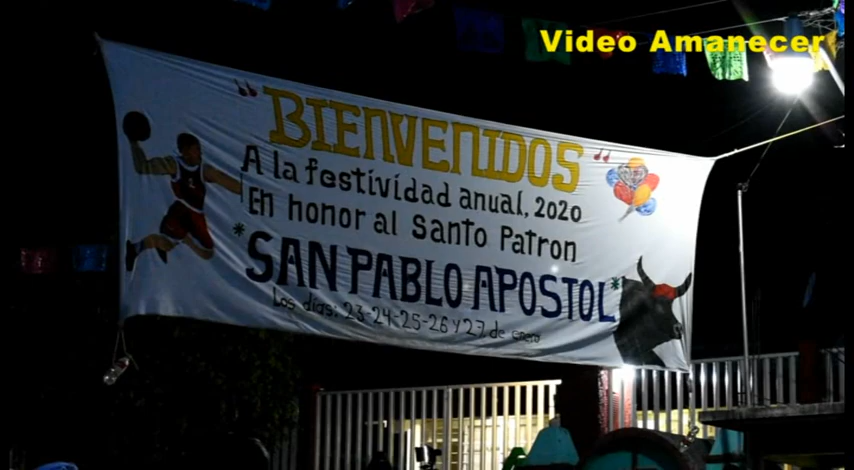 Video Amanecer
BIENVENIDOS
A la festividad anual, 2020
En honor al Santo Patron
*SAN PABLO APOSTOL*
Los días: 23-24-25-26 y 27 de enero